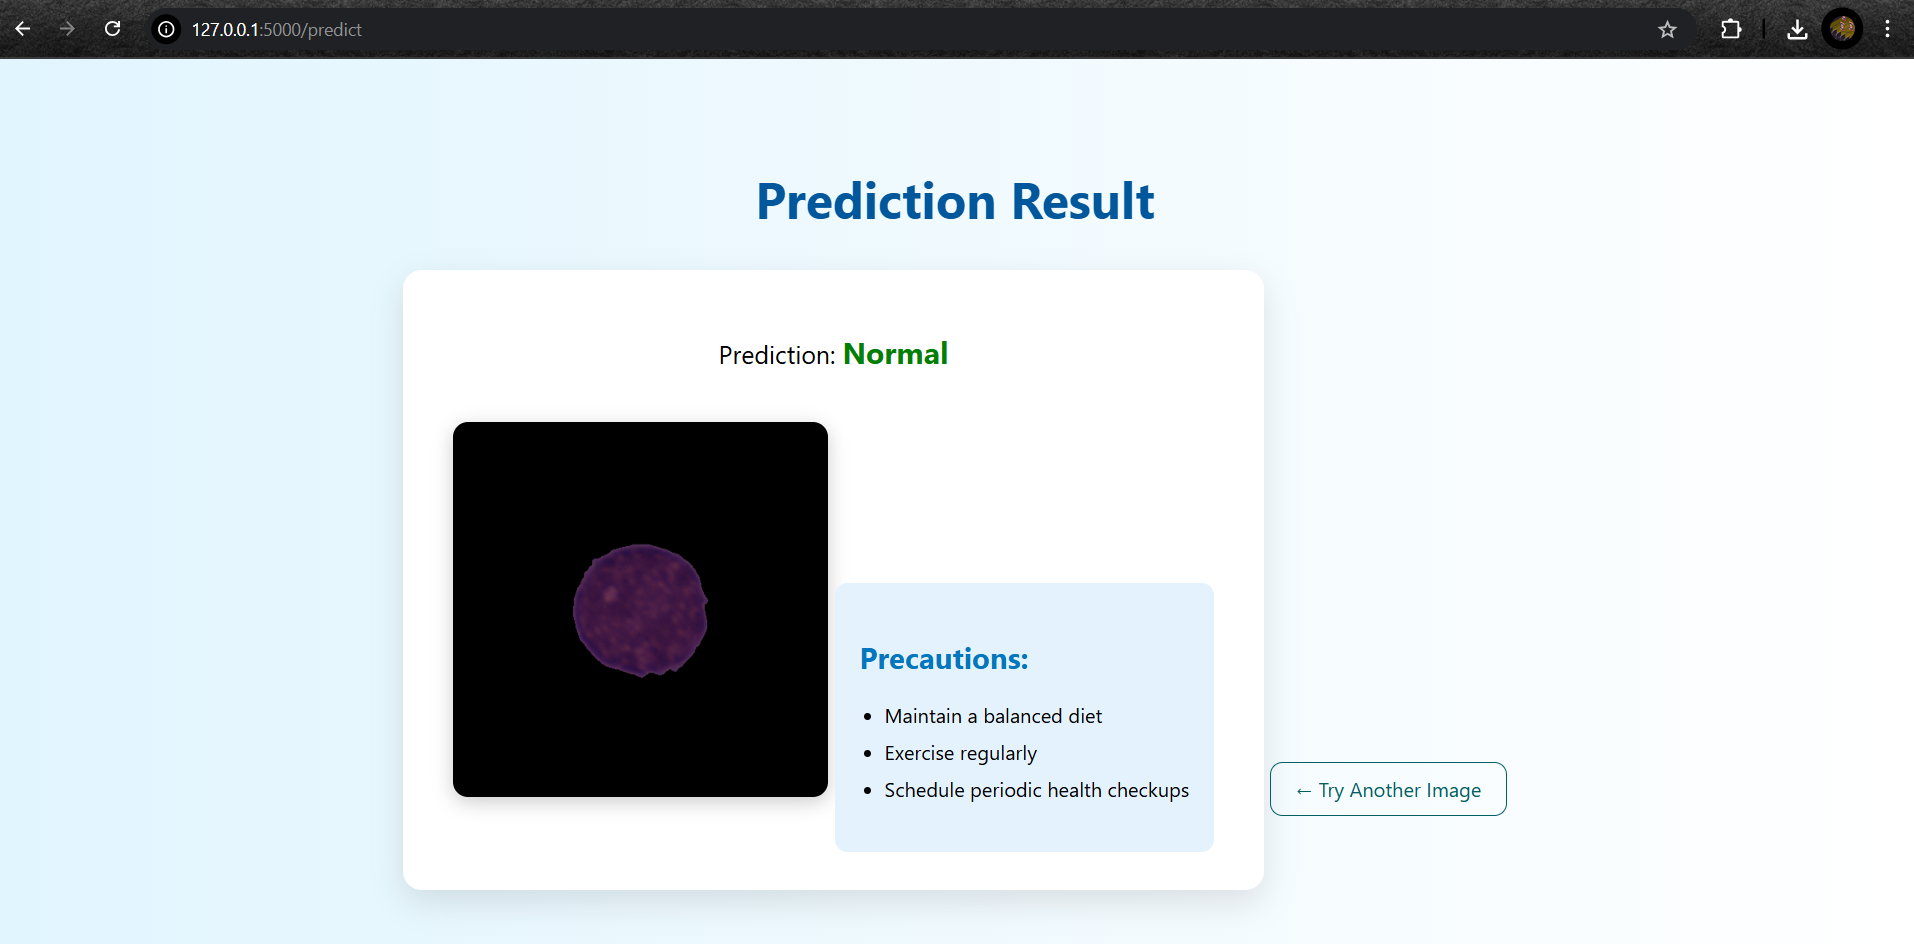 127.0.0.1:5000/predict
Prediction Result
Prediction: Normal
Precautions:
• Maintain a balanced diet
• Exercise regularly
• Schedule periodic health checkups
← Try Another Image